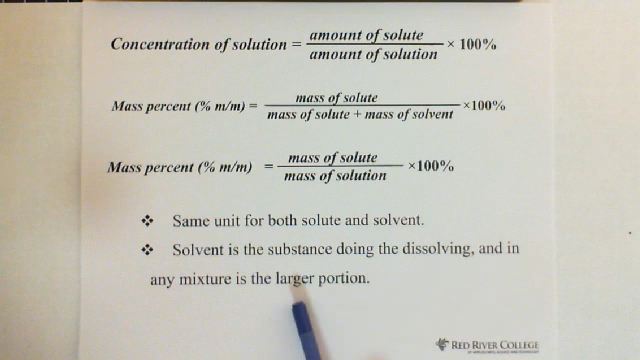 Concentration of solution = amount of solute / amount of solution × 100%
Mass percent (% m/m) = mass of solute / mass of solute + mass of solvent ×100%
Mass percent (% m/m) = mass of solute / mass of solution ×100%
❖ Same unit for both solute and solvent.
❖ Solvent is the substance doing the dissolving, and in
any mixture is the larger portion.
RED RIVER COLLEGE